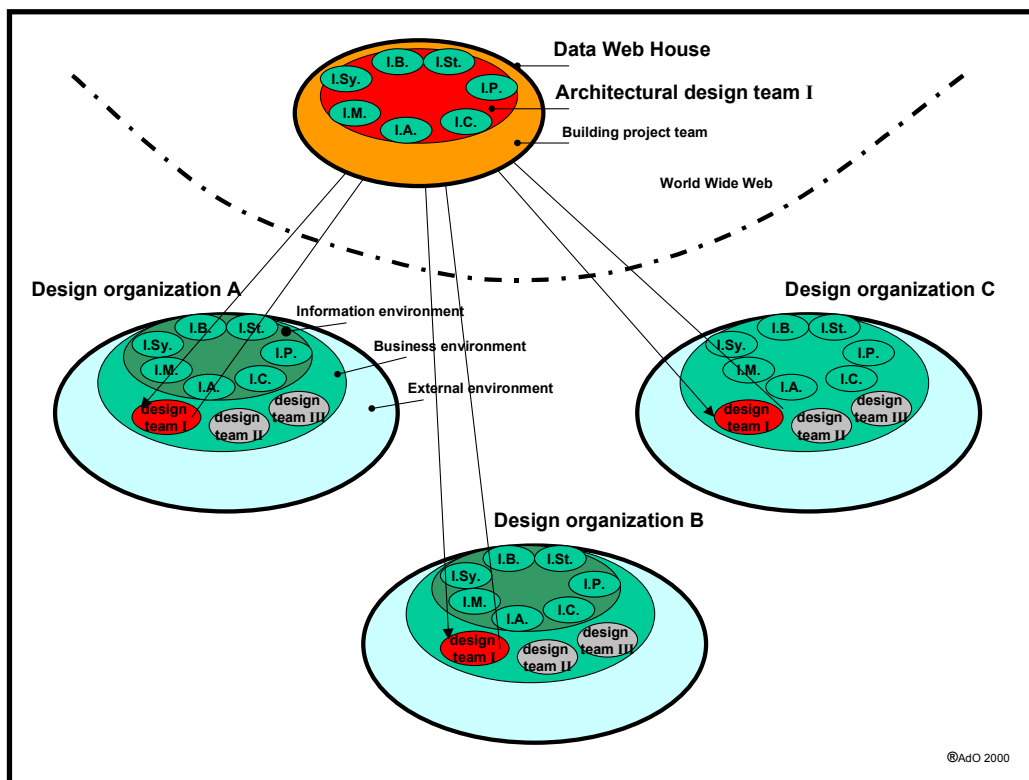 Data Web House
I.B.
I.St.
I.Sy.
I.P.
Architectural design team I
I.M.
I.A.
I.C.
Building project team
World Wide Web
Design organization A
Information environment
I.B.
I.St.
I.Sy.
I.P.
Business environment
I.M.
I.A.
I.C.
External environment
design
team I
design
team II
design
team III
Design organization C
I.B.
I.St.
I.Sy.
I.P.
I.M.
I.A.
I.C.
design
team I
design
team II
design
team III
Design organization B
I.B.
I.St.
I.Sy.
I.P.
I.M.
I.A.
I.C.
design
team I
design
team II
design
team III
®AdO 2000